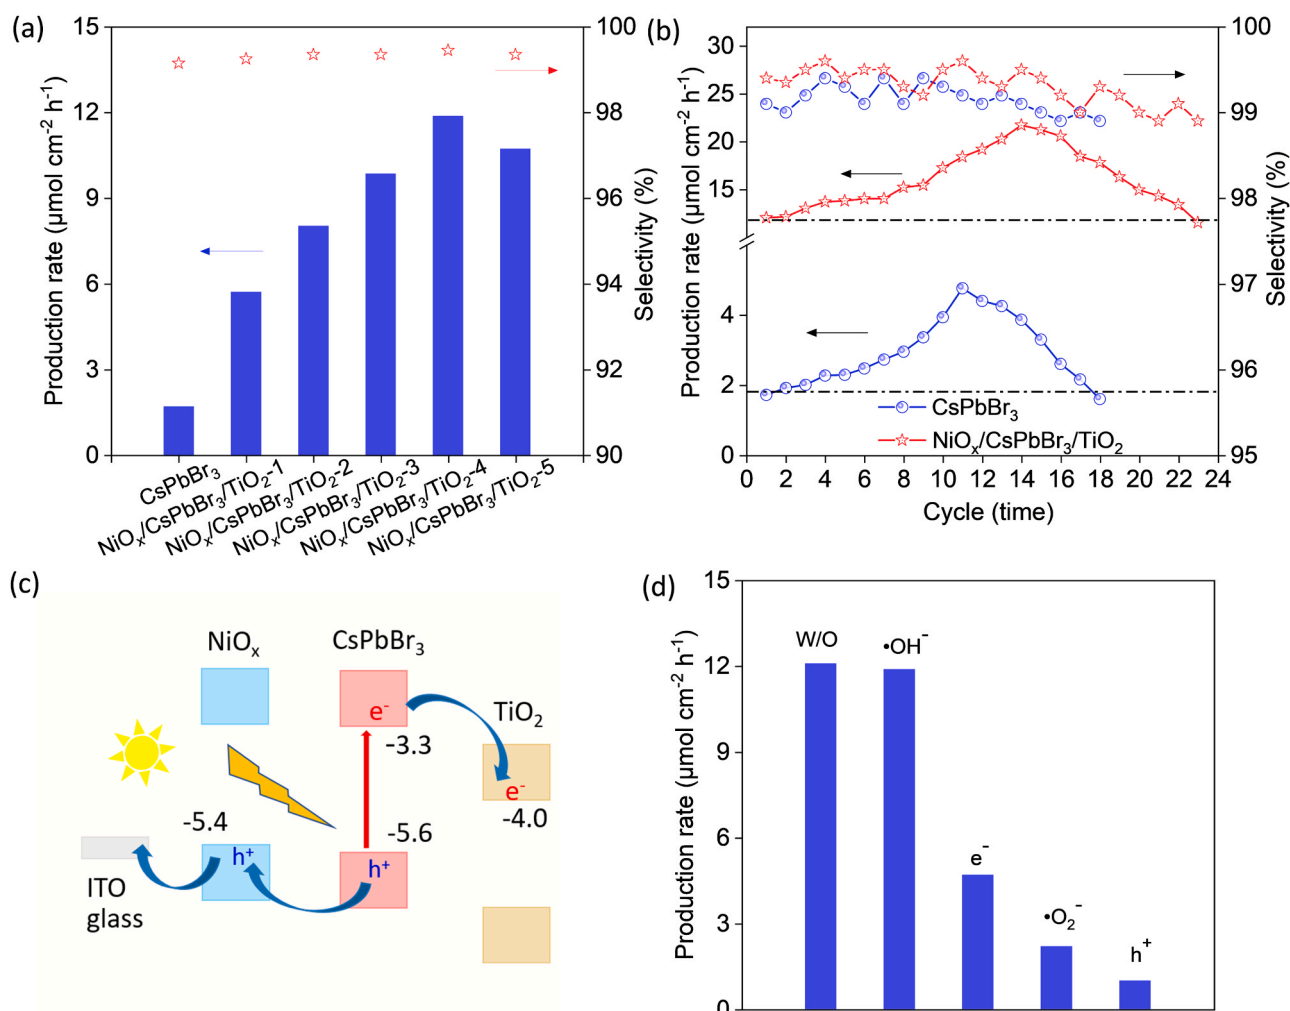 (a)
15
12
9
6
3
0
Production rate (μmol cm⁻² h⁻¹)
100
98
96
94
92
90
Selectivity (%)
CsPbBr₃
NiOₓ/CsPbBr₃/TiO₂-1
NiOₓ/CsPbBr₃/TiO₂-2
NiOₓ/CsPbBr₃/TiO₂-3
NiOₓ/CsPbBr₃/TiO₂-4
NiOₓ/CsPbBr₃/TiO₂-5
(b)
30
25
20
15
4
2
0
Production rate (μmol cm⁻² h⁻¹)
100
99
98
97
96
95
Selectivity (%)
CsPbBr₃
NiOₓ/CsPbBr₃/TiO₂
0 2 4 6 8 10 12 14 16 18 20 22 24
Cycle (time)
(c)
NiOₓ
CsPbBr₃
TiO₂
e⁻
-3.3
e⁻
-4.0
-5.4
-5.6
h⁺
h⁺
ITO
glass
(d)
15
12
9
6
3
0
Production rate (μmol cm⁻² h⁻¹)
W/O
•OH⁻
e⁻
•O₂⁻
h⁺